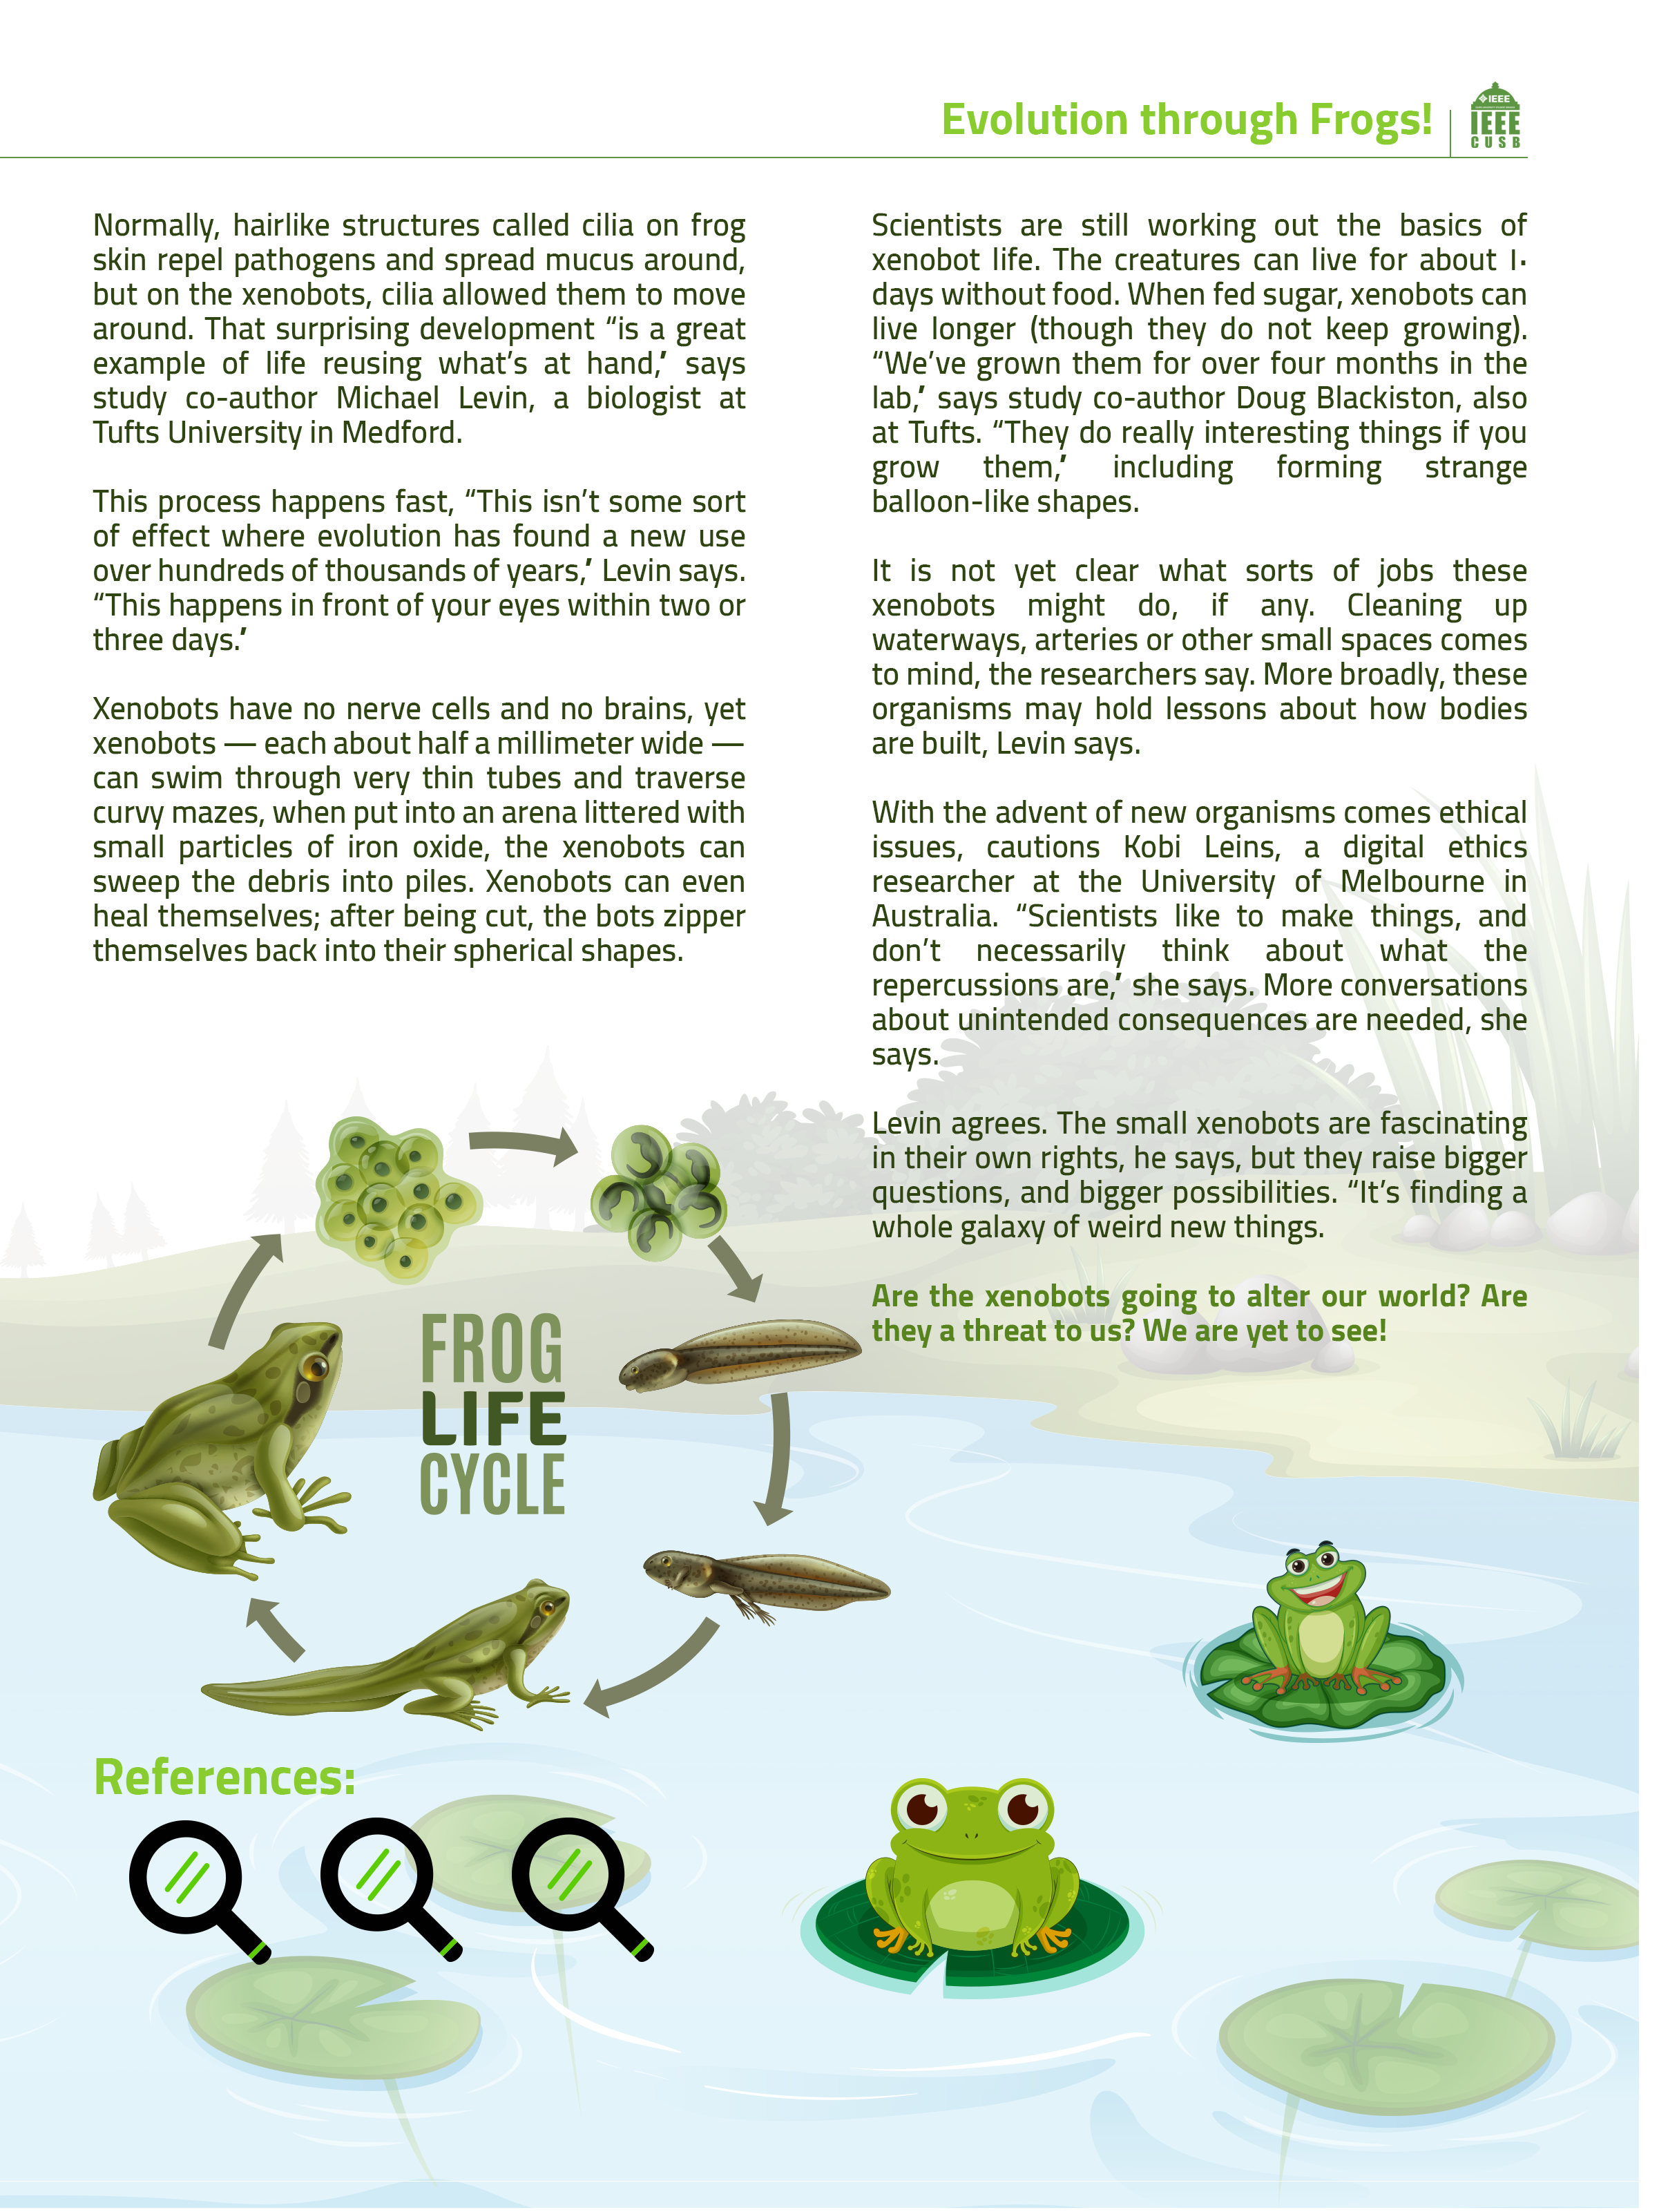 Evolution through Frogs!
IEEE
IEEE
CUSB
Normally, hairlike structures called cilia on frog
skin repel pathogens and spread mucus around,
but on the xenobots, cilia allowed them to move
around. That surprising development “is a great
example of life reusing what’s at hand,’ says
study co-author Michael Levin, a biologist at
Tufts University in Medford.
This process happens fast, “This isn’t some sort
of effect where evolution has found a new use
over hundreds of thousands of years,’ Levin says.
“This happens in front of your eyes within two or
three days.’
Xenobots have no nerve cells and no brains, yet
xenobots — each about half a millimeter wide —
can swim through very thin tubes and traverse
curvy mazes, when put into an arena littered with
small particles of iron oxide, the xenobots can
sweep the debris into piles. Xenobots can even
heal themselves; after being cut, the bots zipper
themselves back into their spherical shapes.
Scientists are still working out the basics of
xenobot life. The creatures can live for about ١٠
days without food. When fed sugar, xenobots can
live longer (though they do not keep growing).
“We’ve grown them for over four months in the
lab,’ says study co-author Doug Blackiston, also
at Tufts. “They do really interesting things if you
grow them,’ including forming strange
balloon-like shapes.
It is not yet clear what sorts of jobs these
xenobots might do, if any. Cleaning up
waterways, arteries or other small spaces comes
to mind, the researchers say. More broadly, these
organisms may hold lessons about how bodies
are built, Levin says.
With the advent of new organisms comes ethical
issues, cautions Kobi Leins, a digital ethics
researcher at the University of Melbourne in
Australia. “Scientists like to make things, and
don’t necessarily think about what the
repercussions are,’ she says. More conversations
about unintended consequences are needed, she
says.
Levin agrees. The small xenobots are fascinating
in their own rights, he says, but they raise bigger
questions, and bigger possibilities. “It’s finding a
whole galaxy of weird new things.
Are the xenobots going to alter our world? Are
they a threat to us? We are yet to see!
FROG
LIFE
CYCLE
References: